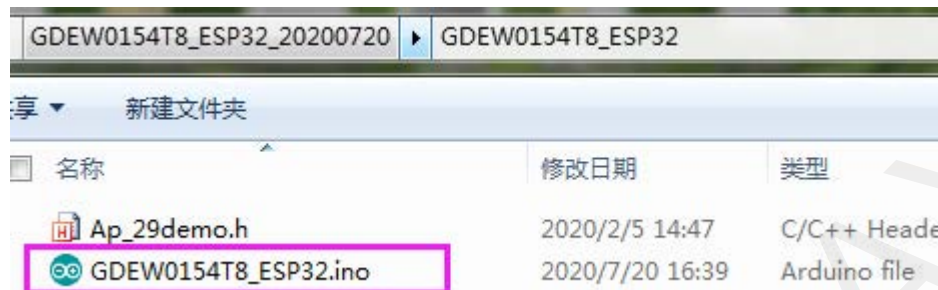 GDEW0154T8_ESP32_20200720 GDEW0154T8_ESP32
享 新建文件夹
名称 修改日期 类型
Ap_29demo.h 2020/2/5 14:47 C/C++ Heade
GDEW0154T8_ESP32.ino 2020/7/20 16:39 Arduino file